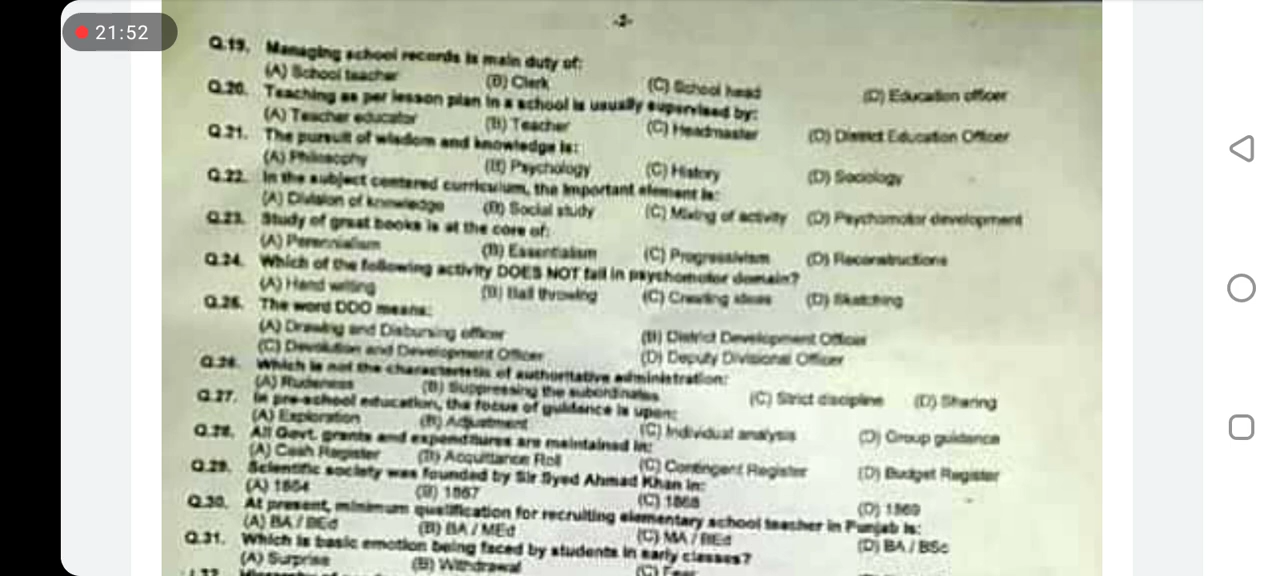 21:52
-2-
Q.19. Managing school records is main duty of:
(A) School teacher (B) Clerk (C) School head (D) Education officer
Q.20. Teaching as per lesson plan in a school is usually supervised by:
(A) Teacher educator (B) Teacher (C) Headmaster (D) District Education Officer
Q.21. The pursuit of wisdom and knowledge is:
(A) Philosophy (B) Psychology (C) History (D) Sociology
Q.22. In the subject centered curriculum, the important element is:
(A) Division of knowledge (B) Social study (C) Mixing of activity (D) Psychomotor development
Q.23. Study of great books is at the core of:
(A) Perennialism (B) Essentialism (C) Progressivism (D) Reconstructions
Q.24. Which of the following activity DOES NOT fall in psychomotor domain?
(A) Hand writing (B) Ball throwing (C) Creating ideas (D) Sketching
Q.25. The word DDO means:
(A) Drawing and Disbursing officer (B) District Development Officer
(C) Devolution and Development Officer (D) Deputy Divisional Officer
Q.26. Which is not the characteristic of authoritative administration:
(A) Rudeness (B) Suppressing the subordinates (C) Strict discipline (D) Sharing
Q.27. In pre-school education, the focus of guidance is upon:
(A) Exploration (B) Adjustment (C) Individual analysis (D) Group guidance
Q.28. All Govt. grants and expenditures are maintained in:
(A) Cash Register (B) Acquittance Roll (C) Contingent Register (D) Budget Register
Q.29. Scientific society was founded by Sir Syed Ahmad Khan in:
(A) 1864 (B) 1867 (C) 1868 (D) 1869
Q.30. At present, minimum qualification for recruiting elementary school teacher in Punjab is:
(A) BA / BEd (B) BA / MEd (C) MA / BEd (D) BA / BSc
Q.31. Which is basic emotion being faced by students in early classes?
(A) Surprise (B) Withdrawal (C) Fear